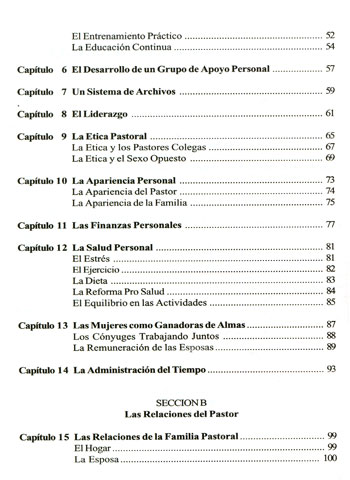 El Entrenamiento Práctico ........ 52
La Educación Continua ........ 54
Capítulo 6 El Desarrollo de un Grupo de Apoyo Personal ........ 57
Capítulo 7 Un Sistema de Archivos ........ 59
Capítulo 8 El Liderazgo ........ 61
Capítulo 9 La Etica Pastoral ........ 65
La Etica y los Pastores Colegas ........ 67
La Etica y el Sexo Opuesto ........ 69
Capítulo 10 La Apariencia Personal ........ 73
La Apariencia del Pastor ........ 74
La Apariencia de la Familia ........ 75
Capítulo 11 Las Finanzas Personales ........ 77
Capítulo 12 La Salud Personal ........ 81
El Estrés ........ 81
El Ejercicio ........ 82
La Dieta ........ 83
La Reforma Pro Salud ........ 84
El Equilibrio en las Actividades ........ 85
Capítulo 13 Las Mujeres como Ganadoras de Almas ........ 87
Los Cónyuges Trabajando Juntos ........ 88
La Remuneración de las Esposas ........ 89
Capítulo 14 La Administración del Tiempo ........ 93
SECCION B
Las Relaciones del Pastor
Capítulo 15 Las Relaciones de la Familia Pastoral ........ 99
El Hogar ........ 99
La Esposa ........ 100